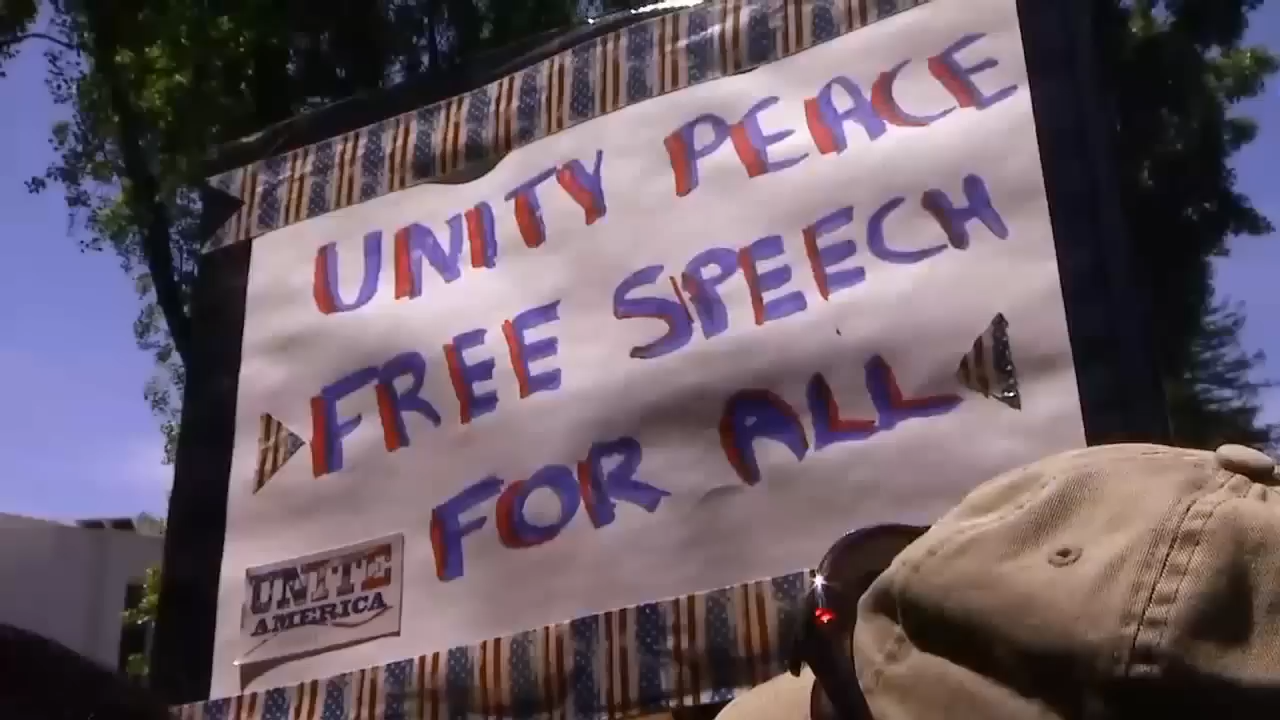 UNITY PEACE
FREE SPEECH
FOR ALL
UNITE
AMERICA